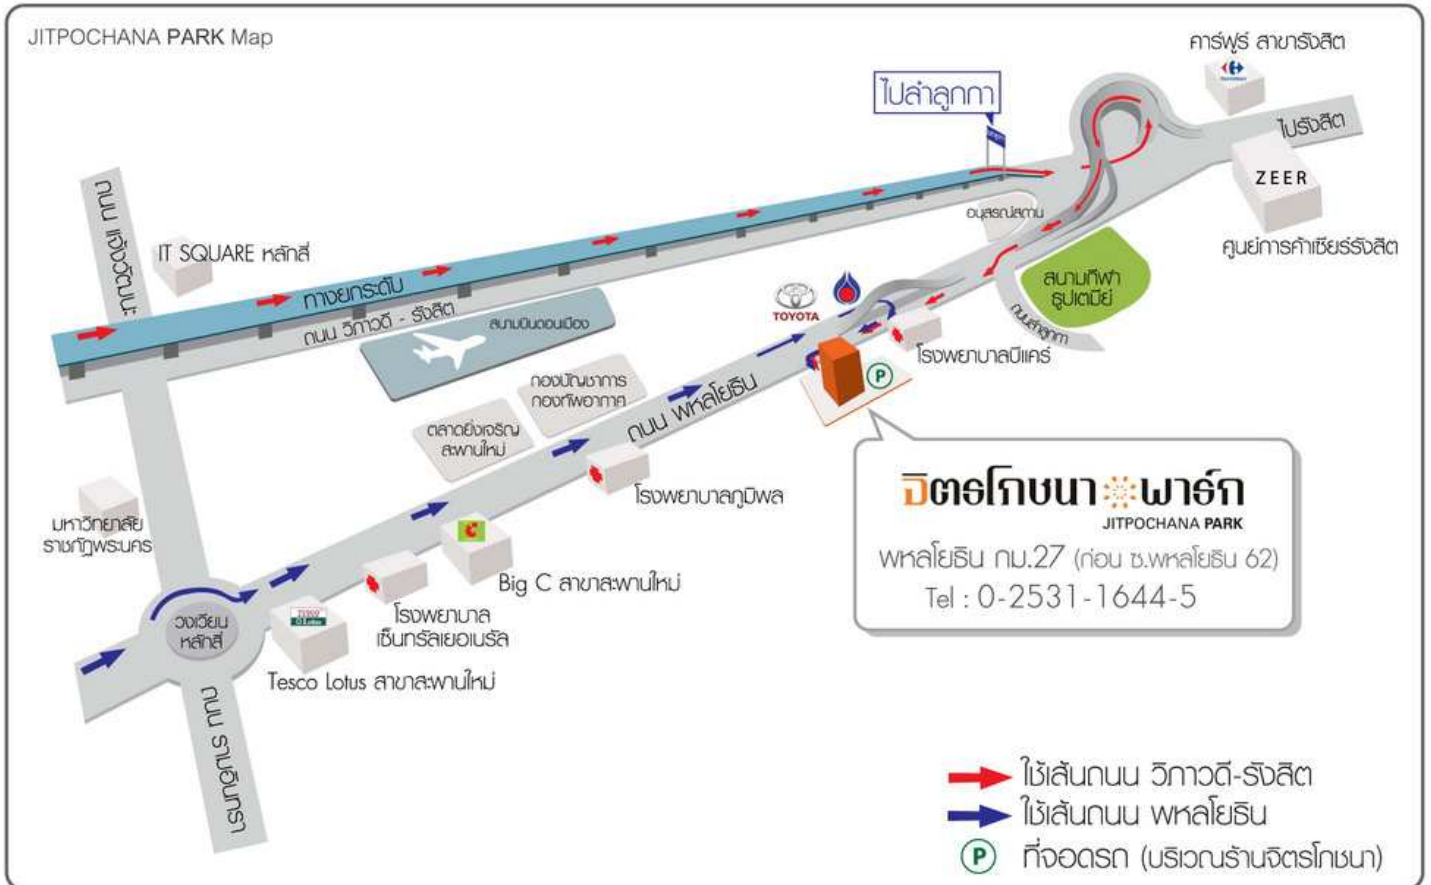 JITPOCHANA PARK Map
คาร์ฟูร์ สาขารังสิต
ไปลำลูกกา
ไปรังสิต
ZEER
ศูนย์การค้าเซียร์รังสิต
อนุสรณ์สถาน
สนามกีฬา
ธูปเตมีย์
ถนนลำลูกกา
ถนน แจ้งวัฒนะ
IT SQUARE หลักสี่
ทางยกระดับ
ถนน วิภาวดี - รังสิต
สนามบินดอนเมือง
TOYOTA
โรงพยาบาลบีแคร์
P
กองบัญชาการ
กองทัพอากาศ
ตลาดยิ่งเจริญ
สะพานใหม่
ถนน พหลโยธิน
โรงพยาบาลภูมิพล
มหาวิทยาลัย
ราชภัฏพระนคร
Big C สาขาสะพานใหม่
โรงพยาบาล
เซ็นทรัลเยอเนรัล
วงเวียน
หลักสี่
TESCO
Lotus
Tesco Lotus สาขาสะพานใหม่
ถนน รามอินทรา
จิตรโภชนา พาร์ก
JITPOCHANA PARK
พหลโยธิน กม.27 (ก่อน ซ.พหลโยธิน 62)
Tel : 0-2531-1644-5
ใช้เส้นถนน วิภาวดี-รังสิต
ใช้เส้นถนน พหลโยธิน
P ที่จอดรถ (บริเวณร้านจิตรโภชนา)